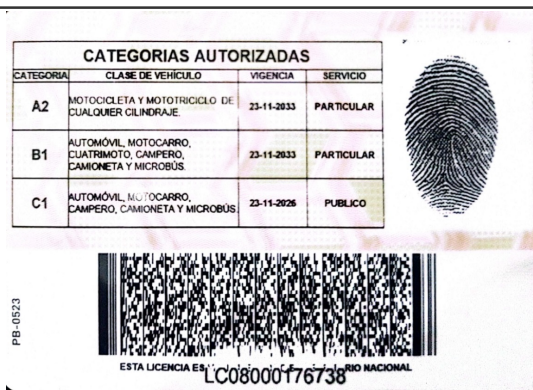 CATEGORIAS AUTORIZADAS
CATEGORIA CLASE DE VEHÍCULO VIGENCIA SERVICIO
A2 MOTOCICLETA Y MOTOTRICICLO DE CUALQUIER CILINDRAJE. 23-11-2033 PARTICULAR
B1 AUTOMÓVIL, MOTOCARRO, CUATRIMOTO, CAMPERO, CAMIONETA Y MICROBÚS. 23-11-2033 PARTICULAR
C1 AUTOMÓVIL, MOTOCARRO, CAMPERO, CAMIONETA Y MICROBÚS. 23-11-2026 PUBLICO
PB-0523
ESTA LICENCIA ES NACIONAL
LC08000176738